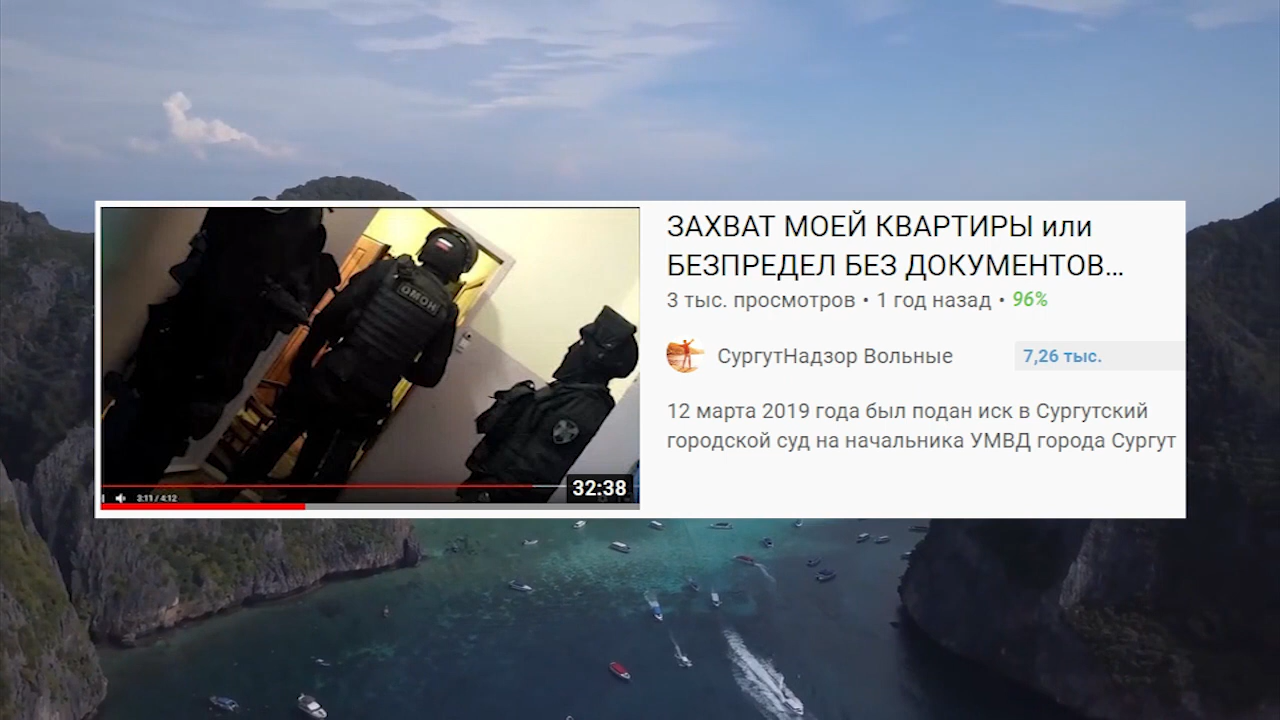 ЗАХВАТ МОЕЙ КВАРТИРЫ или
БЕЗПРЕДЕЛ БЕЗ ДОКУМЕНТОВ...
3 тыс. просмотров • 1 год назад • 96%
СургутНадзор Вольные
7,26 тыс.
12 марта 2019 года был подан иск в Сургутский
городской суд на начальника УМВД города Сургут
ОМОН
3:11 / 4:12
32:38